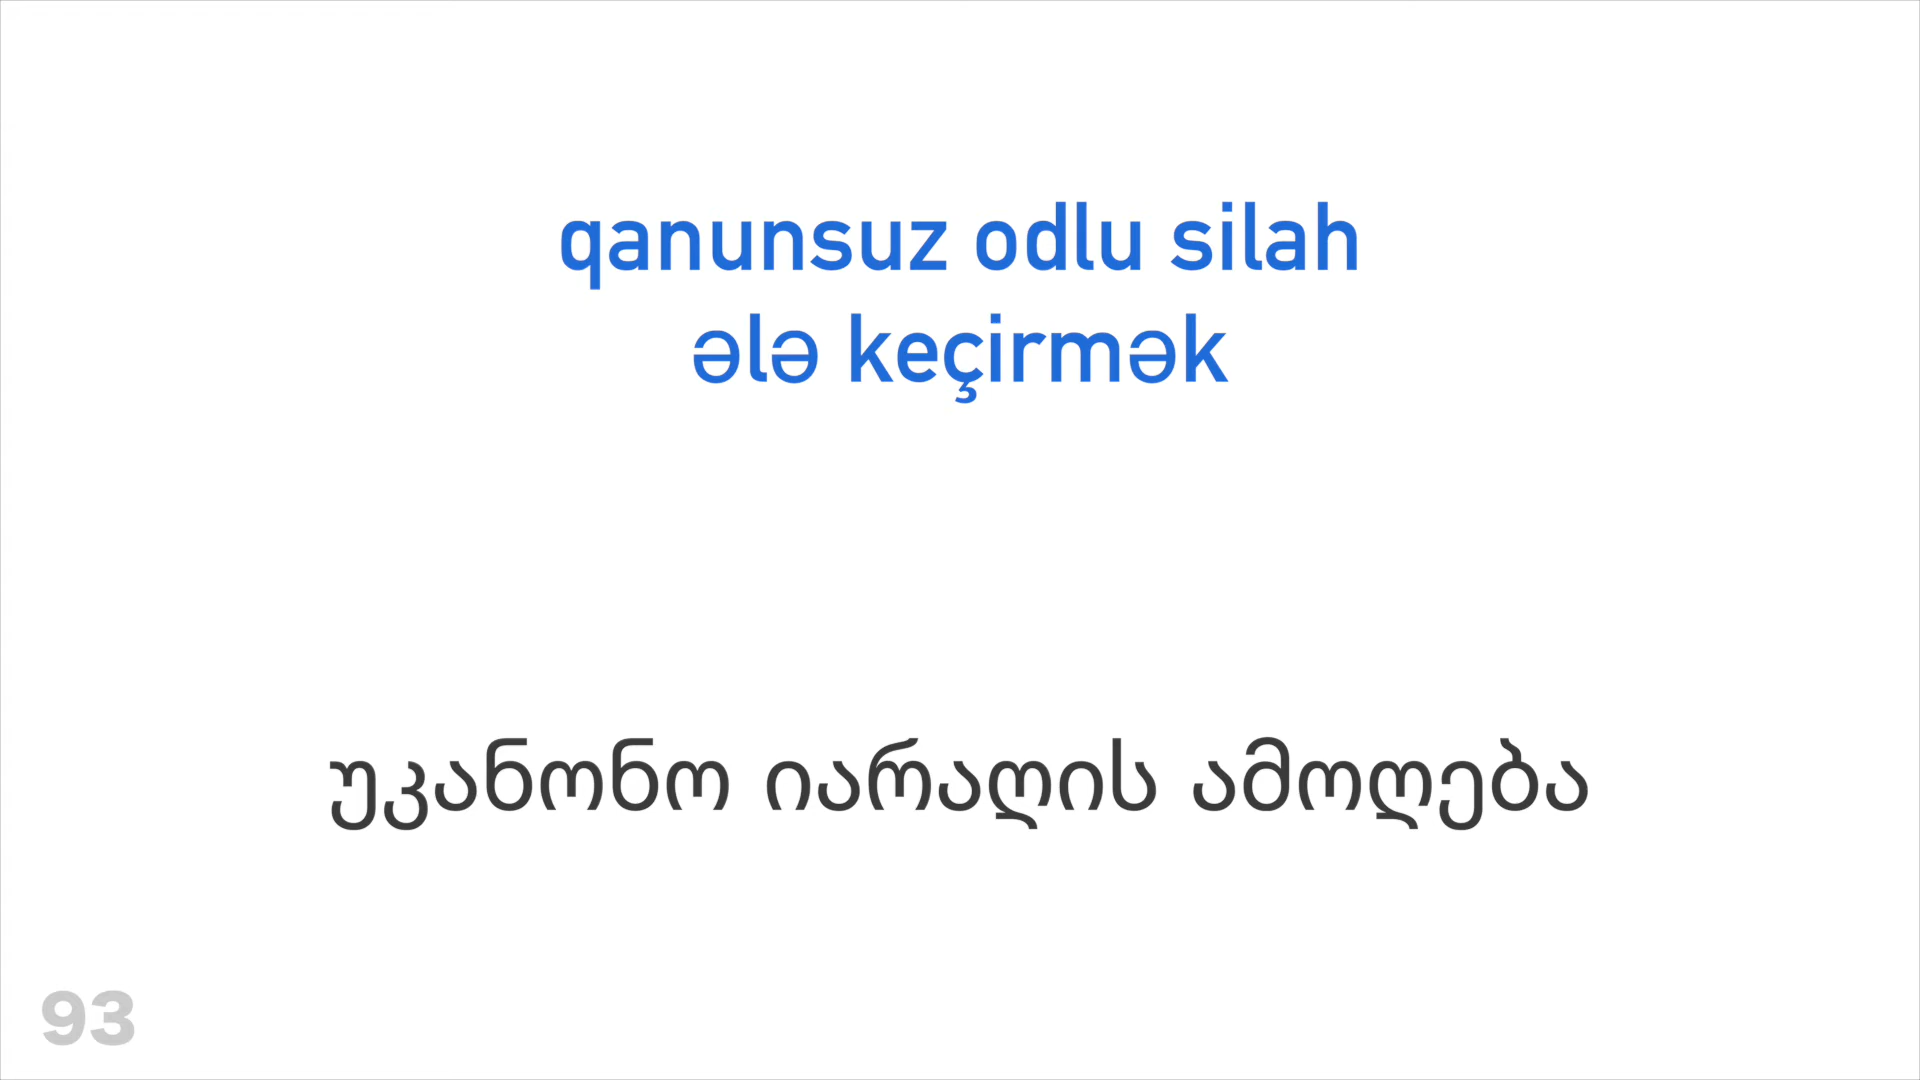 qanunsuz odlu silah
ələ keçirmək
უკანონო იარაღის ამოღება
93